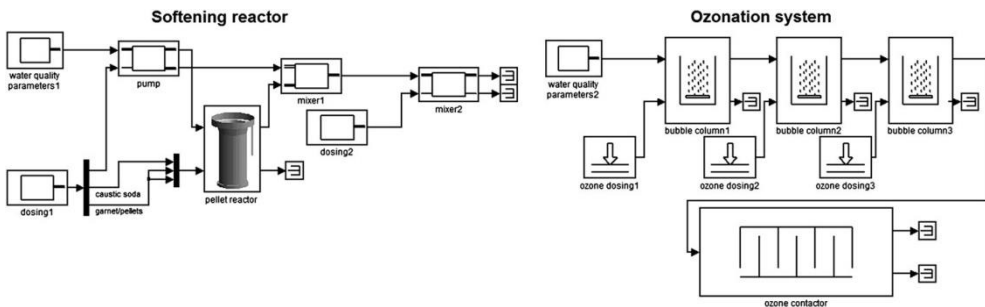 Softening reactor
water quality
parameters1
pump
mixer1
mixer2
dosing2
dosing1
caustic soda
garnet/pellets
pellet reactor
Ozonation system
water quality
parameters2
bubble column1
bubble column2
bubble column3
ozone dosing1
ozone dosing2
ozone dosing3
ozone contactor